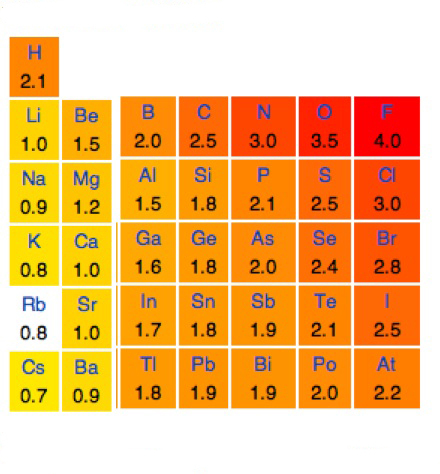 H
2.1
Li Be B C N O F
1.0 1.5 2.0 2.5 3.0 3.5 4.0
Na Mg Al Si P S Cl
0.9 1.2 1.5 1.8 2.1 2.5 3.0
K Ca Ga Ge As Se Br
0.8 1.0 1.6 1.8 2.0 2.4 2.8
Rb Sr In Sn Sb Te I
0.8 1.0 1.7 1.8 1.9 2.1 2.5
Cs Ba Tl Pb Bi Po At
0.7 0.9 1.8 1.9 1.9 2.0 2.2